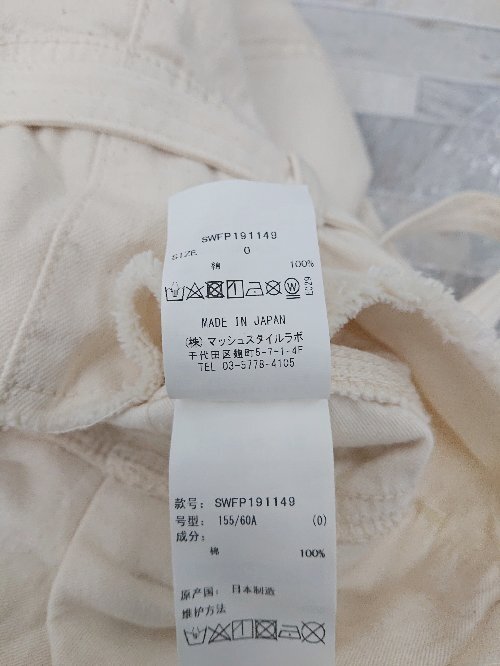 SWFP191149
SIZE 0
綿 100%
W
LC29
MADE IN JAPAN
(株)マッシュスタイルラボ
千代田区麹町5-7-1-4F
TEL 03-5778-4105
款号: SWFP191149
号型: 155/60A (0)
成分:
棉 100%
原产国: 日本制造
维护方法